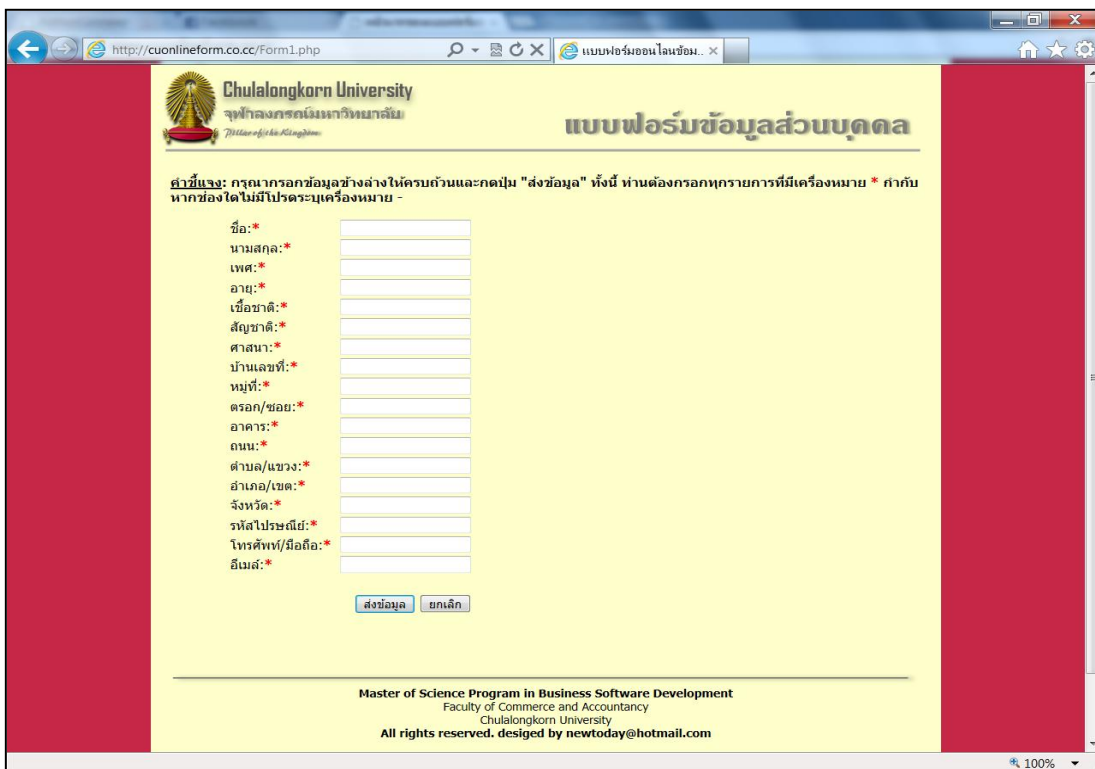 http://cuonlineform.co.cc/Form1.php
แบบฟอร์มออนไลนข้อม..
Chulalongkorn University
จุฬาลงกรณ์มหาวิทยาลัย
Pillar of the Kingdom
แบบฟอร์มข้อมูลส่วนบุคคล
คำชี้แจง: กรุณากรอกข้อมูลข้างล่างให้ครบถ้วนและกดปุ่ม "ส่งข้อมูล" ทั้งนี้ ท่านต้องกรอกทุกรายการที่มีเครื่องหมาย * กำกับ
หากช่องใดไม่มีโปรดระบุเครื่องหมาย -
ชื่อ:*
นามสกุล:*
เพศ:*
อายุ:*
เชื้อชาติ:*
สัญชาติ:*
ศาสนา:*
บ้านเลขที่:*
หมู่ที่:*
ตรอก/ซอย:*
อาคาร:*
ถนน:*
ตำบล/แขวง:*
อำเภอ/เขต:*
จังหวัด:*
รหัสไปรษณีย์:*
โทรศัพท์/มือถือ:*
อีเมล์:*
ส่งข้อมูล ยกเลิก
Master of Science Program in Business Software Development
Faculty of Commerce and Accountancy
Chulalongkorn University
All rights reserved. desiged by newtoday@hotmail.com
100%